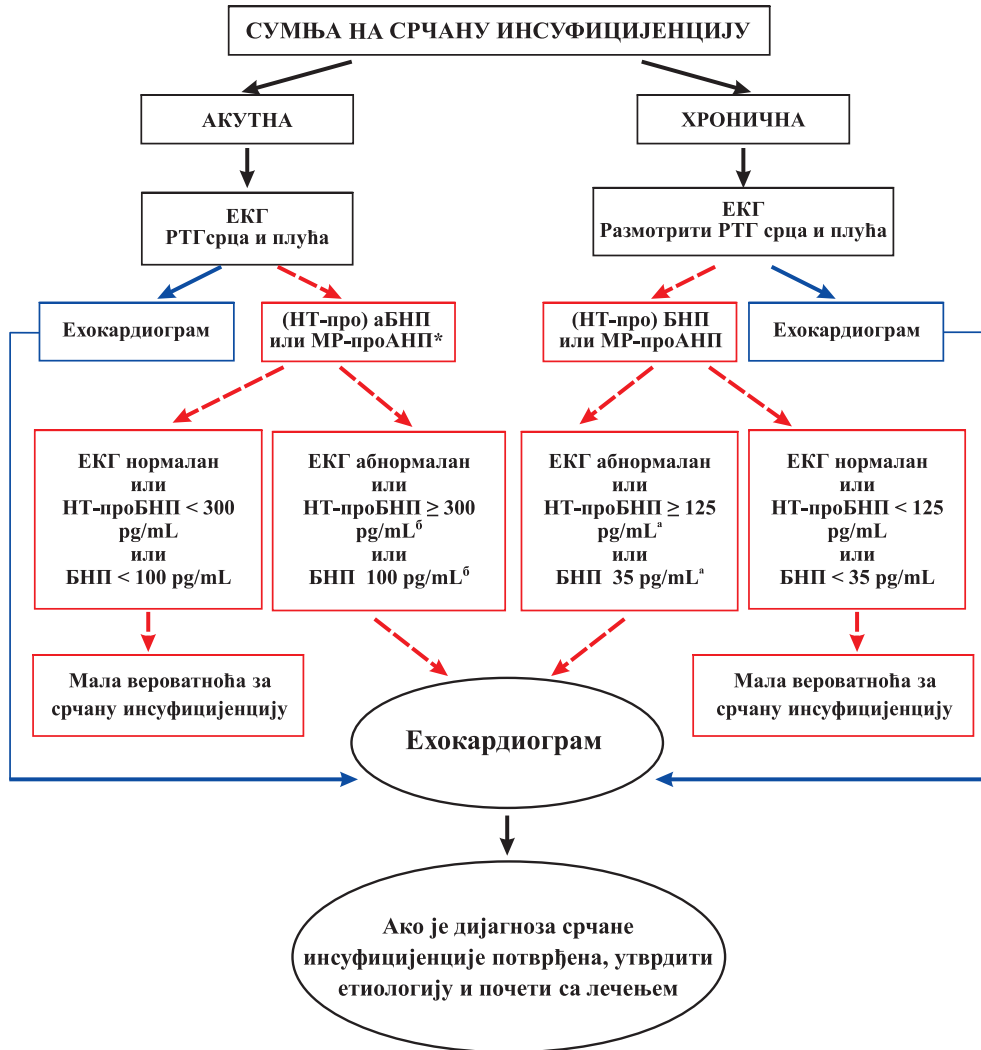 СУМЊА НА СРЧАНУ ИНСУФИЦИЈЕНЦИЈУ
АКУТНА
ХРОНИЧНА
ЕКГ
РТГсрца и плућа
ЕКГ
Размотрити РТГ срца и плућа
Ехокардиограм
(НТ-про) аБНП
или МР-проАНП*
(НТ-про) БНП
или МР-проАНП
Ехокардиограм
ЕКГ нормалан
или
НТ-проБНП < 300
pg/mL
или
БНП < 100 pg/mL
ЕКГ абнормалан
или
НТ-проБНП ≥ 300
pg/mLᵇ
или
БНП 100 pg/mLᵇ
ЕКГ абнормалан
или
НТ-проБНП ≥ 125
pg/mLᵃ
или
БНП 35 pg/mLᵃ
ЕКГ нормалан
или
НТ-проБНП < 125
pg/mL
или
БНП < 35 pg/mL
Мала вероватноћа за
срчану инсуфицијенцију
Мала вероватноћа за
срчану инсуфицијенцију
Ехокардиограм
Ако је дијагноза срчане
инсуфицијенције потврђена, утврдити
етиологију и почети са лечењем